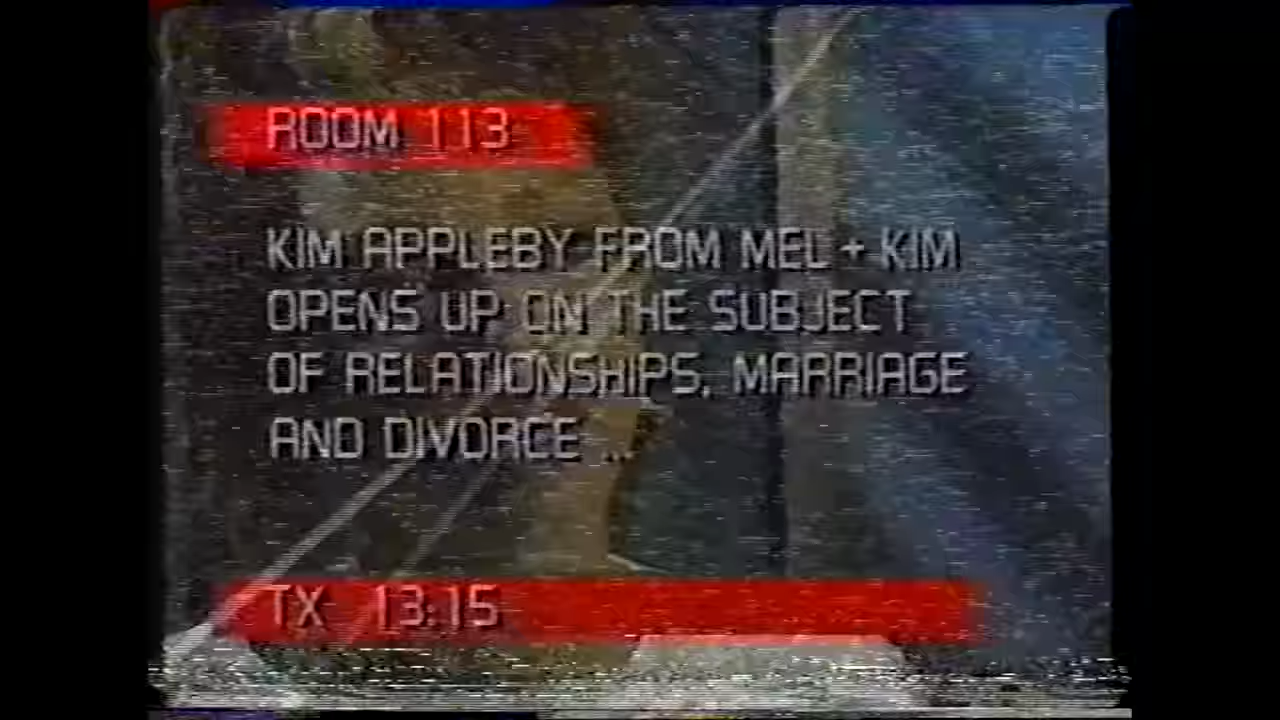 ROOM 113
KIM APPLEBY FROM MEL + KIM
OPENS UP ON THE SUBJECT
OF RELATIONSHIPS, MARRIAGE
AND DIVORCE ...
TX 13:15